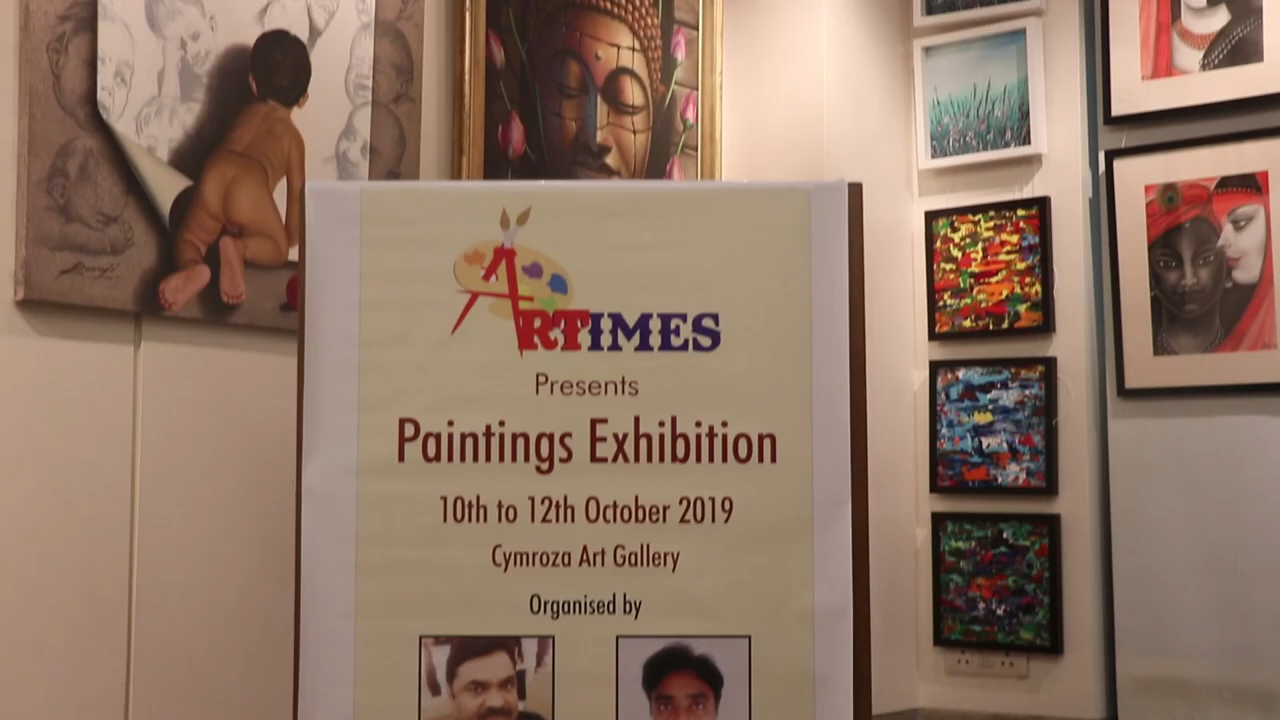 ARTIMES
Presents
Paintings Exhibition
10th to 12th October 2019
Cymroza Art Gallery
Organised by